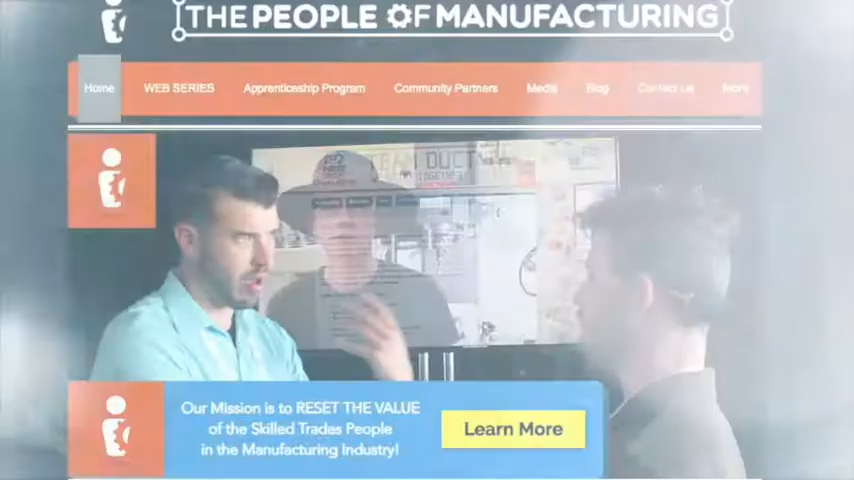 THE PEOPLE OF MANUFACTURING
Home
WEB SERIES
Apprenticeship Program
Community Partners
Media
Blog
Contact Us
More
Our Mission is to RESET THE VALUE
of the Skilled Trades People
in the Manufacturing Industry!
Learn More